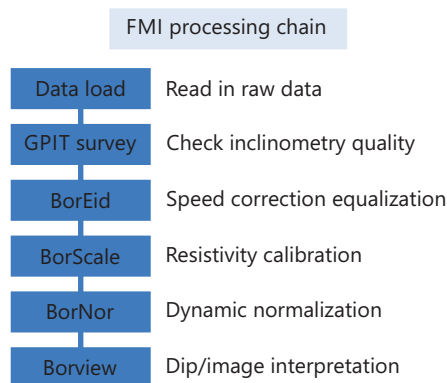 FMI processing chain
Data load Read in raw data
GPIT survey Check inclinometry quality
BorEid Speed correction equalization
BorScale Resistivity calibration
BorNor Dynamic normalization
Borview Dip/image interpretation